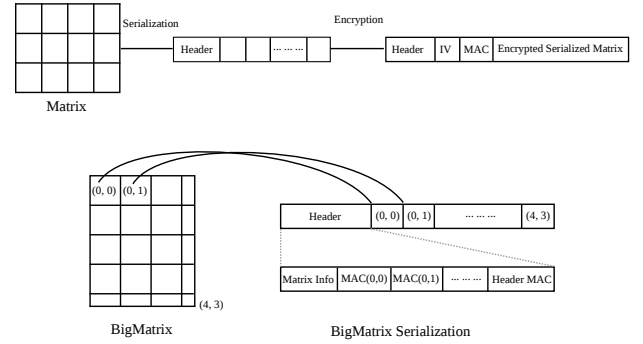 Serialization
Encryption
Header ... ... ...
Header IV MAC Encrypted Serialized Matrix
Matrix
(0, 0) (0, 1)
(4, 3)
BigMatrix
Header (0, 0) (0, 1) ... ... ... (4, 3)
Matrix Info MAC(0,0) MAC(0,1) ... ... ... Header MAC
BigMatrix Serialization